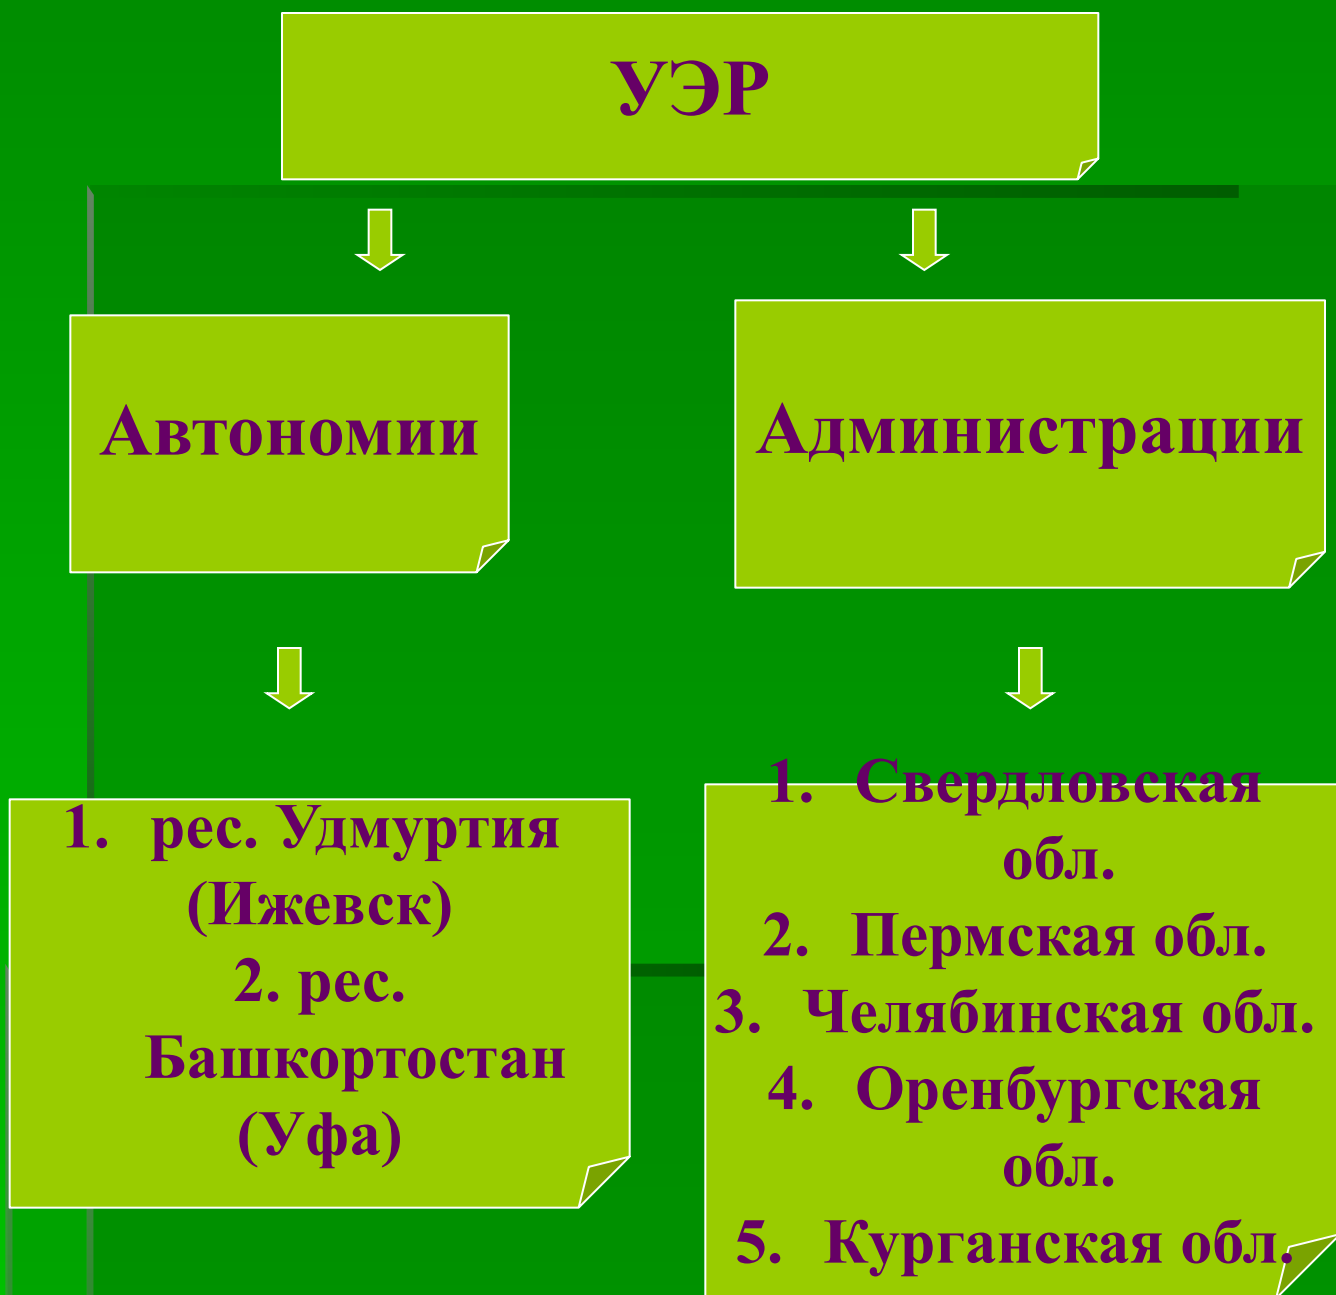 УЭР
Автономии
Администрации
1. рес. Удмуртия
(Ижевск)
2. рес.
Башкортостан
(Уфа)
1. Свердловская
обл.
2. Пермская обл.
3. Челябинская обл.
4. Оренбургская
обл.
5. Курганская обл.